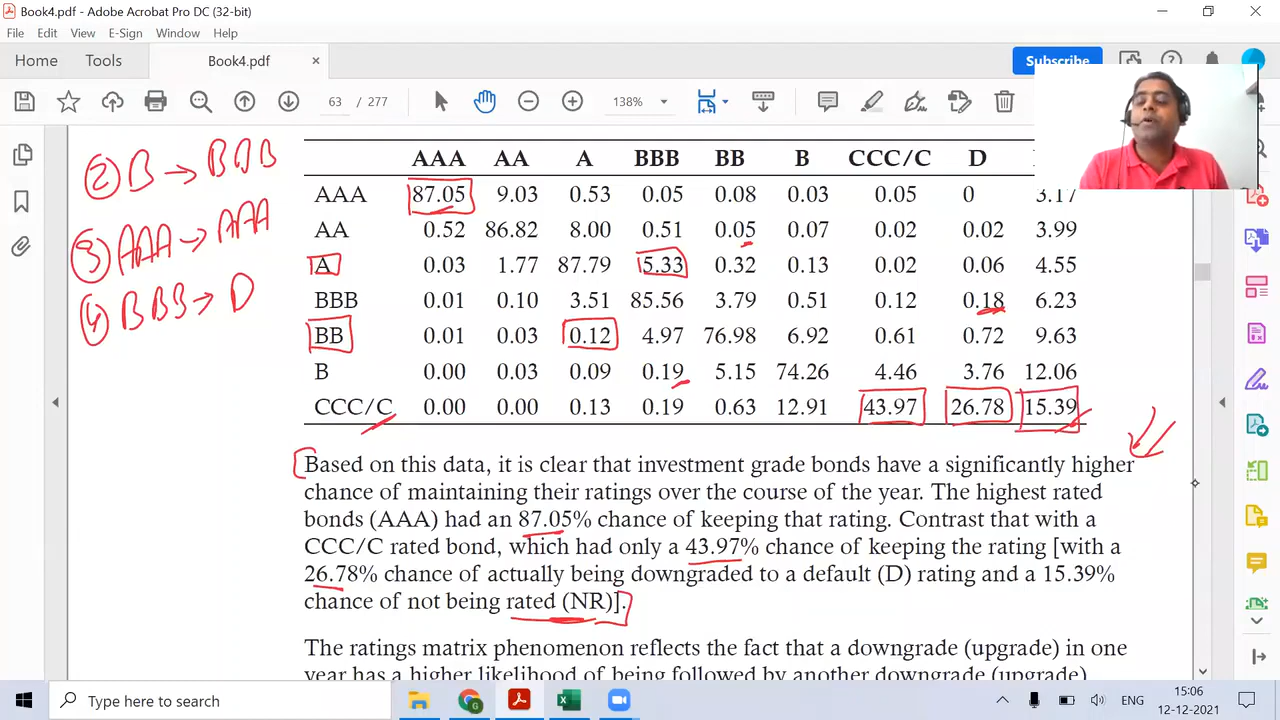 Book4.pdf - Adobe Acrobat Pro DC (32-bit)
File Edit View E-Sign Window Help
Home Tools Book4.pdf × Subscribe
63 / 277 138%
② B → BBB
③ AAA → AAA
④ BBB → D
AAA AA A BBB BB B CCC/C D
AAA 87.05 9.03 0.53 0.05 0.08 0.03 0.05 0 3.17
AA 0.52 86.82 8.00 0.51 0.05 0.07 0.02 0.02 3.99
A 0.03 1.77 87.79 5.33 0.32 0.13 0.02 0.06 4.55
BBB 0.01 0.10 3.51 85.56 3.79 0.51 0.12 0.18 6.23
BB 0.01 0.03 0.12 4.97 76.98 6.92 0.61 0.72 9.63
B 0.00 0.03 0.09 0.19 5.15 74.26 4.46 3.76 12.06
CCC/C 0.00 0.00 0.13 0.19 0.63 12.91 43.97 26.78 15.39
Based on this data, it is clear that investment grade bonds have a significantly higher
chance of maintaining their ratings over the course of the year. The highest rated
bonds (AAA) had an 87.05% chance of keeping that rating. Contrast that with a
CCC/C rated bond, which had only a 43.97% chance of keeping the rating [with a
26.78% chance of actually being downgraded to a default (D) rating and a 15.39%
chance of not being rated (NR)].
The ratings matrix phenomenon reflects the fact that a downgrade (upgrade) in one
year has a higher likelihood of being followed by another downgrade (upgrade)
Type here to search
ENG
15:06
12-12-2021